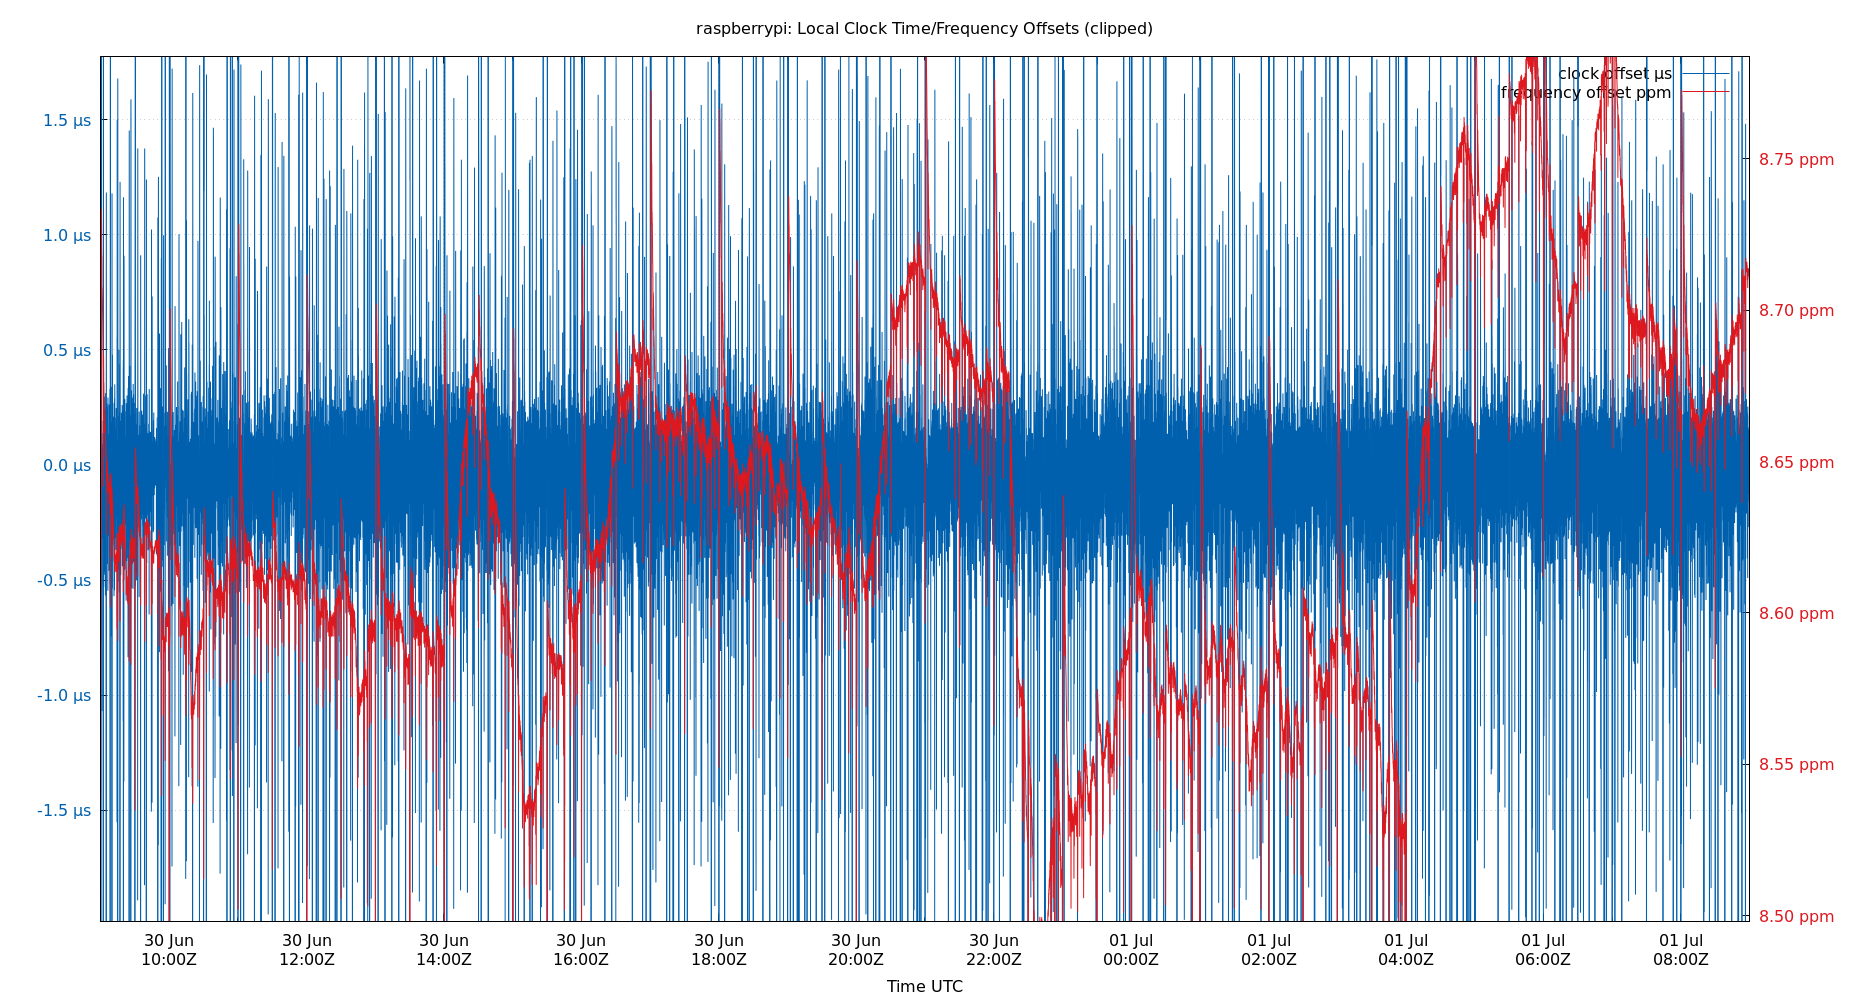 raspberrypi: Local Clock Time/Frequency Offsets (clipped)
clock offset µs
frequency offset ppm
1.5 µs
1.0 µs
0.5 µs
0.0 µs
-0.5 µs
-1.0 µs
-1.5 µs
8.75 ppm
8.70 ppm
8.65 ppm
8.60 ppm
8.55 ppm
8.50 ppm
30 Jun 30 Jun 30 Jun 30 Jun 30 Jun 30 Jun 30 Jun 01 Jul 01 Jul 01 Jul 01 Jul 01 Jul
10:00Z 12:00Z 14:00Z 16:00Z 18:00Z 20:00Z 22:00Z 00:00Z 02:00Z 04:00Z 06:00Z 08:00Z
Time UTC